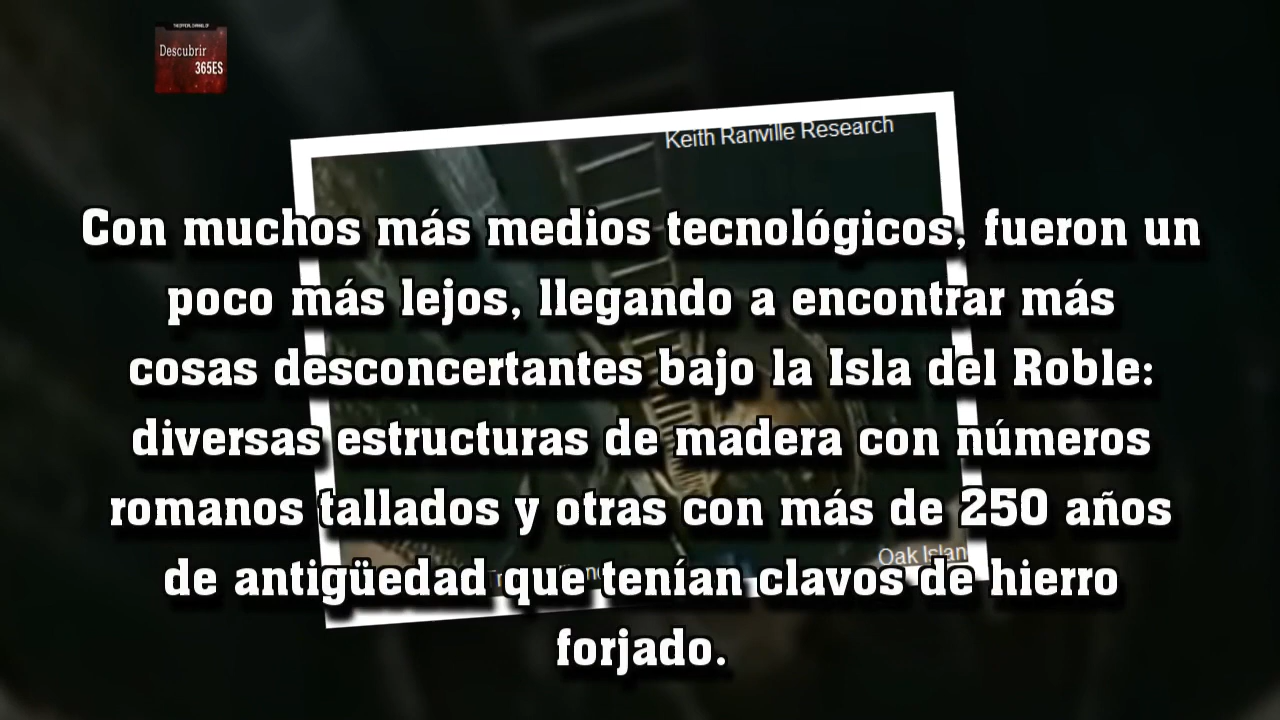 Descubrir
365ES
Keith Ranville Research
Con muchos más medios tecnológicos, fueron un
poco más lejos, llegando a encontrar más
cosas desconcertantes bajo la Isla del Roble:
diversas estructuras de madera con números
romanos tallados y otras con más de 250 años
Oak Islan
de antigüedad que tenían clavos de hierro
forjado.